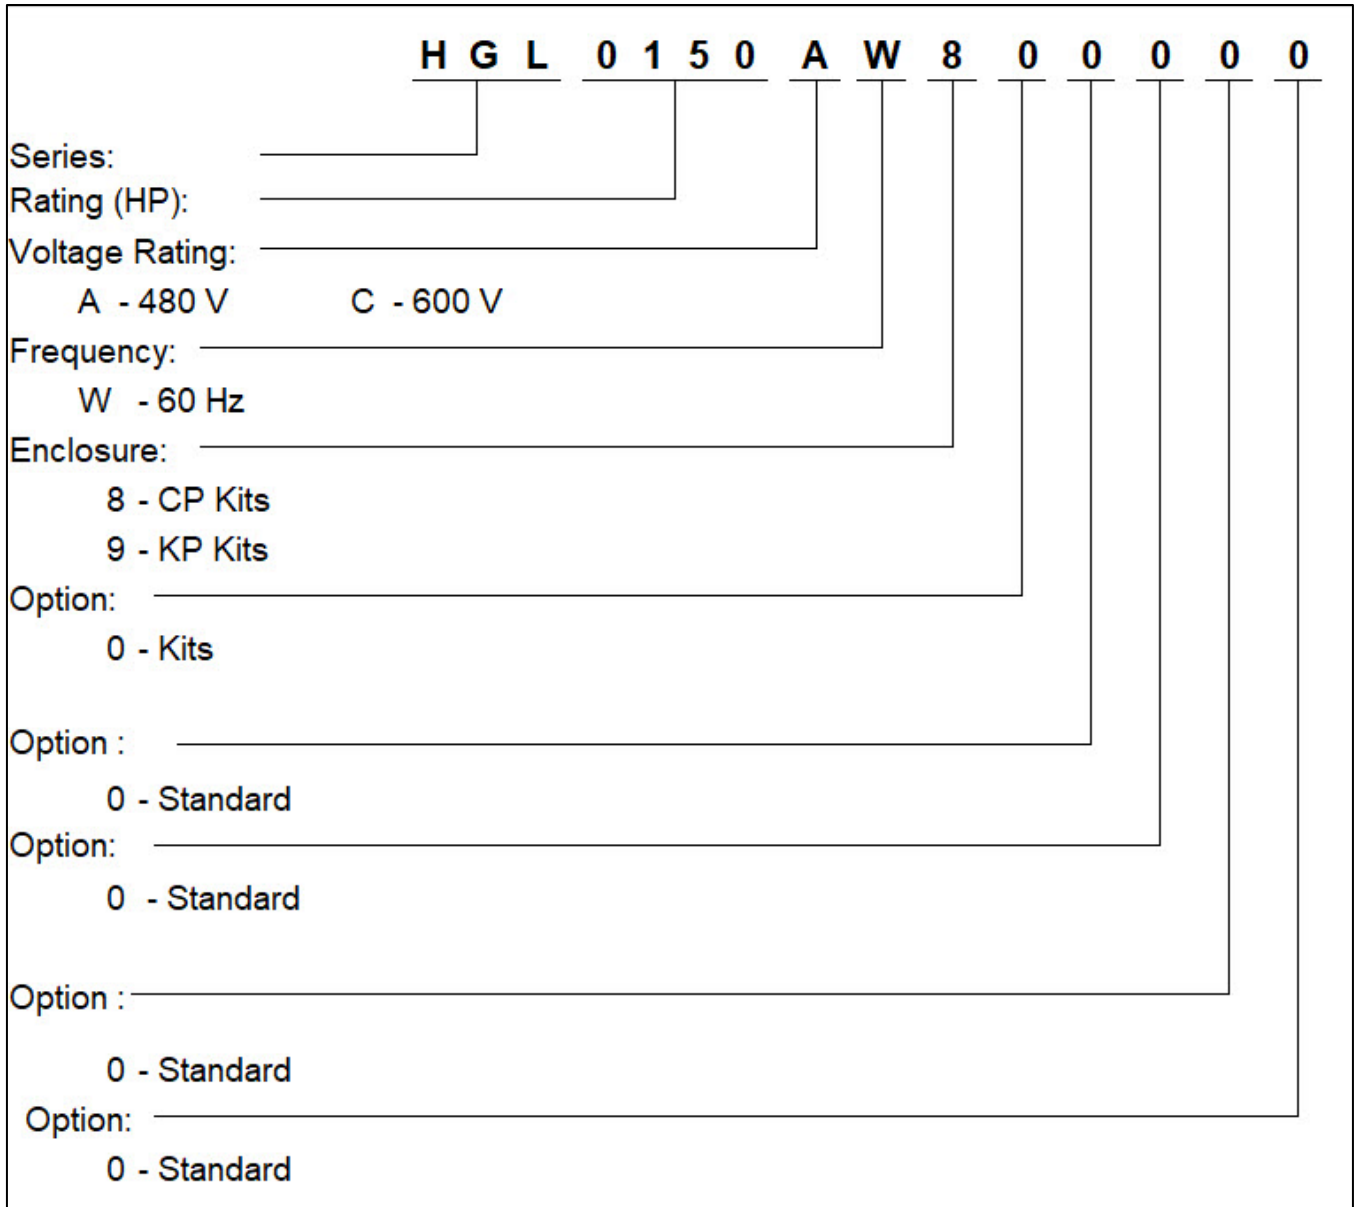 H G L 0 1 5 0 A W 8 0 0 0 0 0
Series:
Rating (HP):
Voltage Rating:
A - 480 V C - 600 V
Frequency:
W - 60 Hz
Enclosure:
8 - CP Kits
9 - KP Kits
Option:
0 - Kits
Option :
0 - Standard
Option:
0 - Standard
Option :
0 - Standard
Option:
0 - Standard